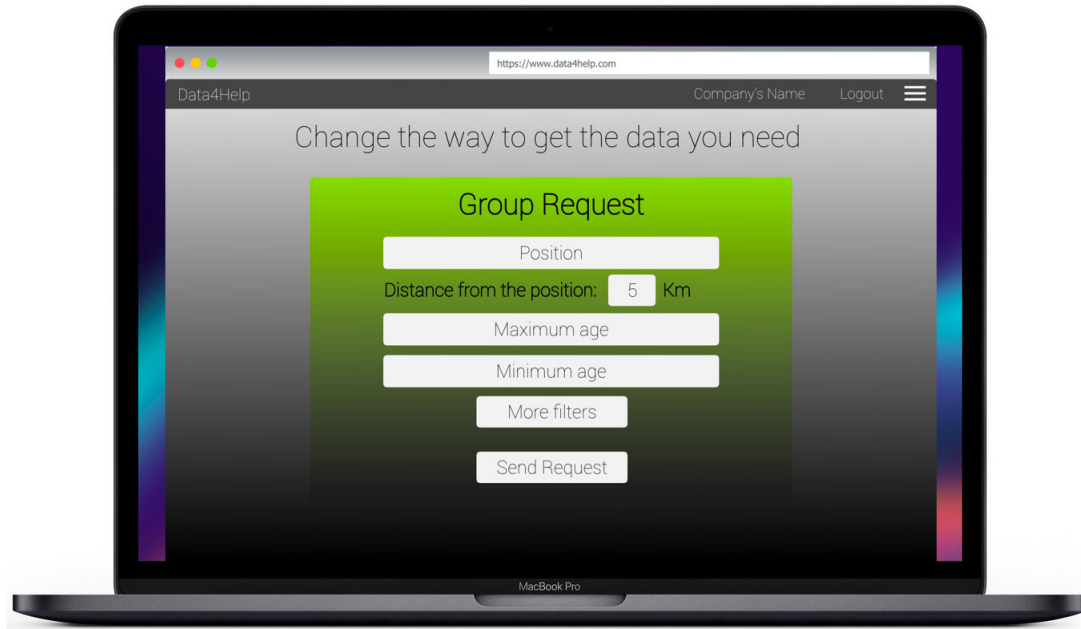 https://www.data4help.com
Data4Help Company's Name Logout
Change the way to get the data you need
Group Request
Position
Distance from the position: 5 Km
Maximum age
Minimum age
More filters
Send Request
MacBook Pro